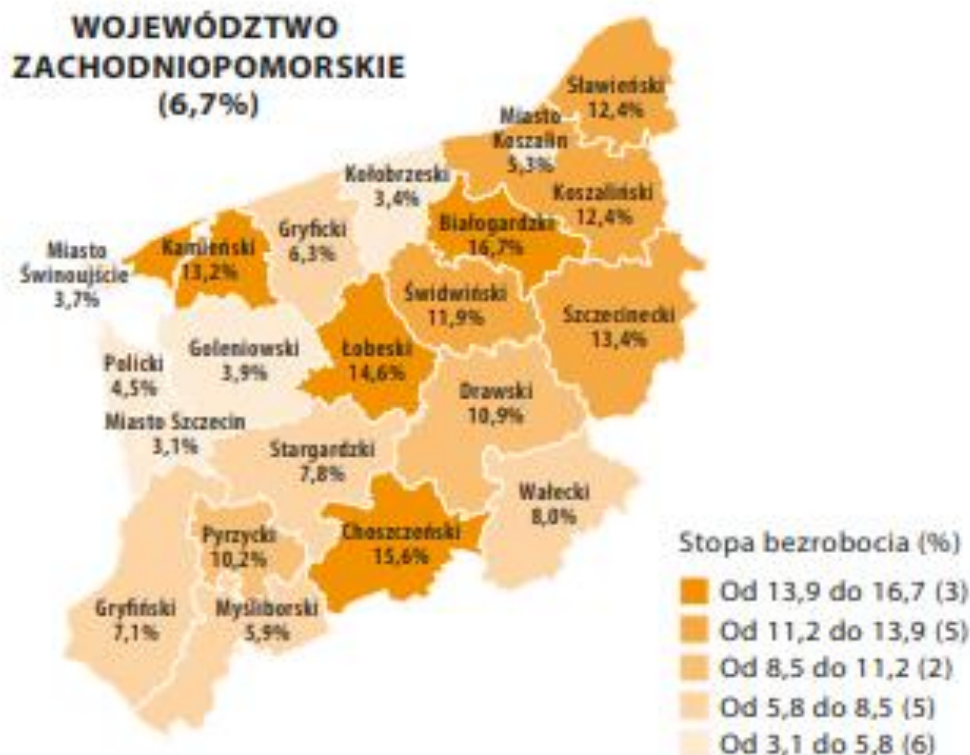 WOJEWÓDZTWO
ZACHODNIOPOMORSKIE
(6,7%)
Sławieński
12,4%
Miasto
Koszalin
5,3%
Koszaliński
12,4%
Kołobrzeski
3,4%
Białogardzki
16,7%
Gryficki
6,3%
Kamieński
13,2%
Miasto
Świnoujście
3,7%
Świdwiński
11,9%
Szczecinecki
13,4%
Goleniowski
3,9%
Łobeski
14,6%
Policki
4,5%
Drawski
10,9%
Miasto Szczecin
3,1%
Stargardzki
7,8%
Wałecki
8,0%
Pyrzycki
10,2%
Choszczeński
15,6%
Gryfiński
7,1%
Myśliborski
5,9%
Stopa bezrobocia (%)
Od 13,9 do 16,7 (3)
Od 11,2 do 13,9 (5)
Od 8,5 do 11,2 (2)
Od 5,8 do 8,5 (5)
Od 3,1 do 5,8 (6)